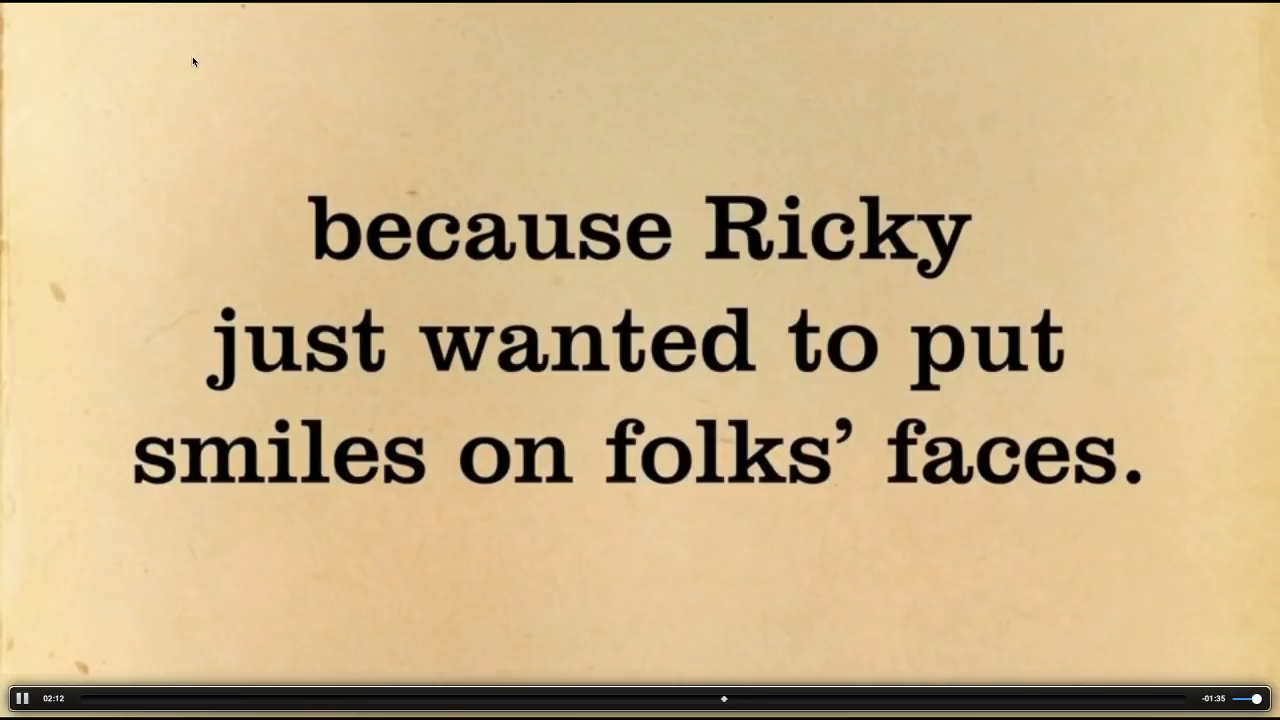 because Ricky
just wanted to put
smiles on folks’ faces.
02:12
-01:35